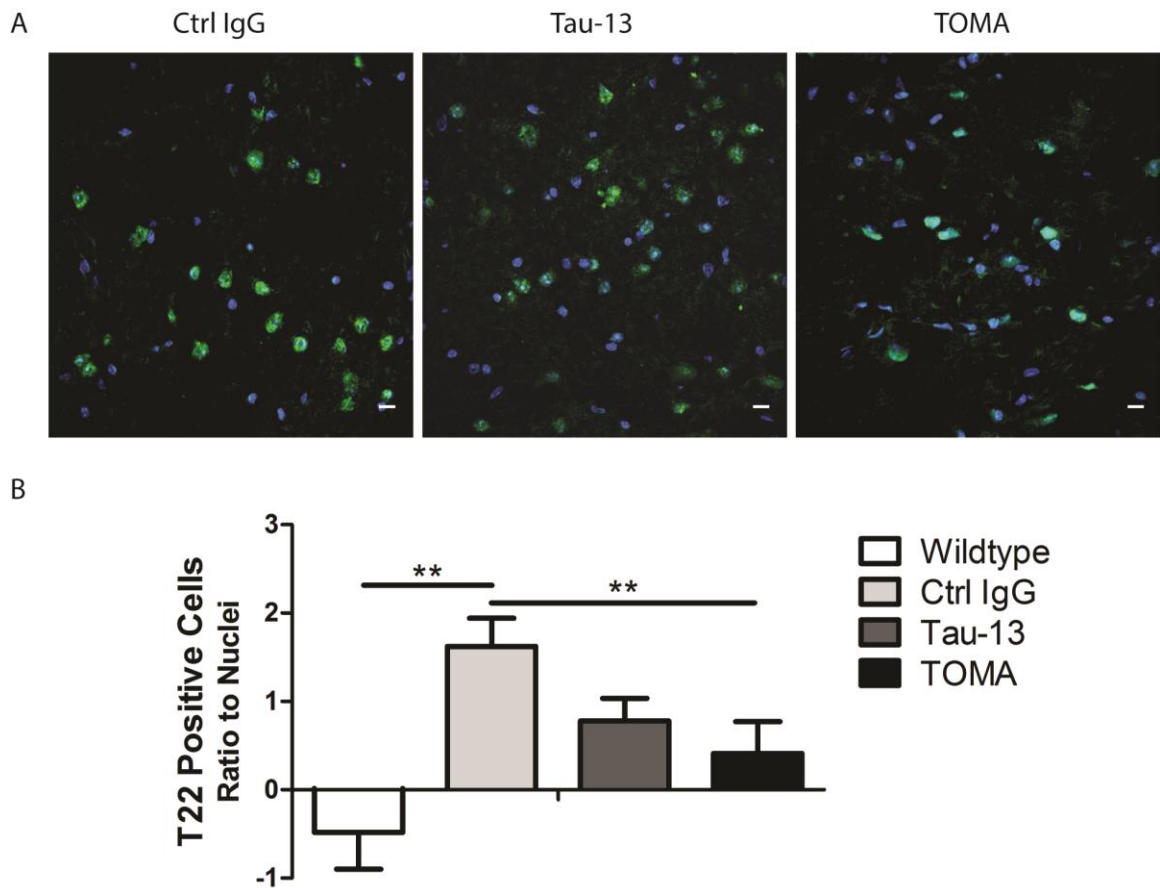 A
Ctrl IgG
Tau-13
TOMA
B
T22 Positive Cells
Ratio to Nuclei
3
2
1
0
-1
**
**
Wildtype
Ctrl IgG
Tau-13
TOMA